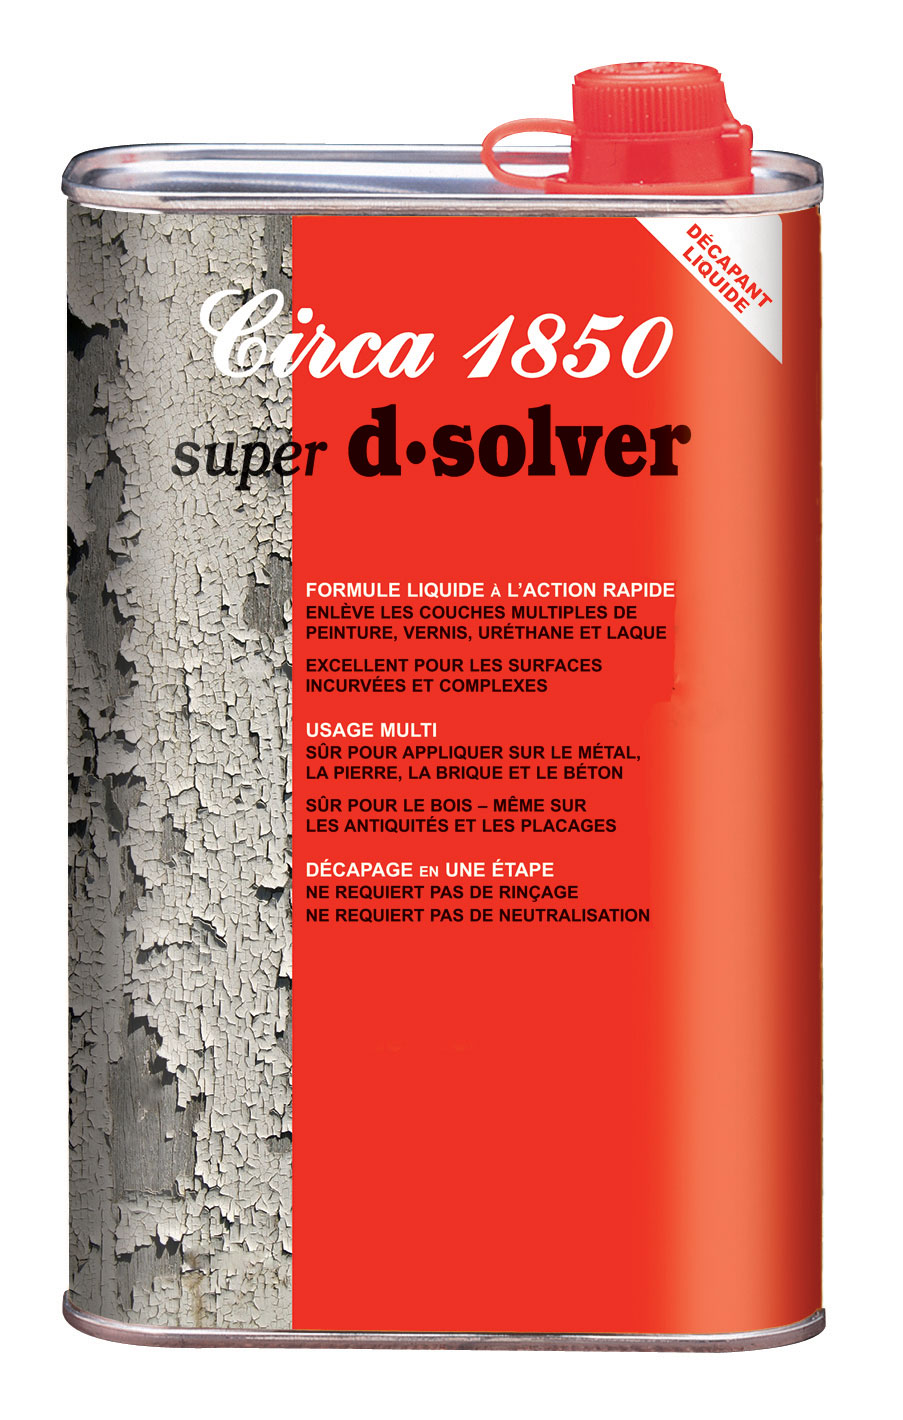 DÉCAPANT
LIQUIDE
Circa 1850
super d•solver
FORMULE LIQUIDE À L'ACTION RAPIDE
ENLÈVE LES COUCHES MULTIPLES DE
PEINTURE, VERNIS, URÉTHANE ET LAQUE
EXCELLENT POUR LES SURFACES
INCURVÉES ET COMPLEXES
USAGE MULTI
SÛR POUR APPLIQUER SUR LE MÉTAL,
LA PIERRE, LA BRIQUE ET LE BÉTON
SÛR POUR LE BOIS – MÊME SUR
LES ANTIQUITÉS ET LES PLACAGES
DÉCAPAGE EN UNE ÉTAPE
NE REQUIERT PAS DE RINÇAGE
NE REQUIERT PAS DE NEUTRALISATION